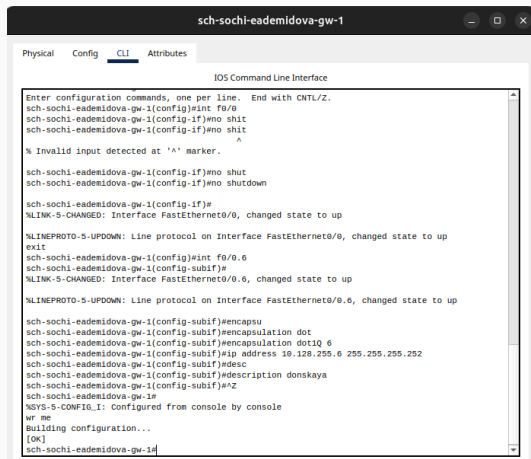 sch-sochi-eademidova-gw-1
Physical Config CLI Attributes
IOS Command Line Interface
Enter configuration commands, one per line.  End with CNTL/Z.
sch-sochi-eademidova-gw-1(config)#int f0/0
sch-sochi-eademidova-gw-1(config-if)#no shit
sch-sochi-eademidova-gw-1(config-if)#no shit
^
% Invalid input detected at '^' marker.
sch-sochi-eademidova-gw-1(config-if)#no shut
sch-sochi-eademidova-gw-1(config-if)#no shutdown
sch-sochi-eademidova-gw-1(config-if)#
%LINK-5-CHANGED: Interface FastEthernet0/0, changed state to up
%LINEPROTO-5-UPDOWN: Line protocol on Interface FastEthernet0/0, changed state to up
exit
sch-sochi-eademidova-gw-1(config)#int f0/0.6
sch-sochi-eademidova-gw-1(config-subif)#
%LINK-5-CHANGED: Interface FastEthernet0/0.6, changed state to up
%LINEPROTO-5-UPDOWN: Line protocol on Interface FastEthernet0/0.6, changed state to up
sch-sochi-eademidova-gw-1(config-subif)#encapsu
sch-sochi-eademidova-gw-1(config-subif)#encapsulation dot
sch-sochi-eademidova-gw-1(config-subif)#encapsulation dot1Q 6
sch-sochi-eademidova-gw-1(config-subif)#ip address 10.128.255.6 255.255.255.252
sch-sochi-eademidova-gw-1(config-subif)#desc
sch-sochi-eademidova-gw-1(config-subif)#description donskaya
sch-sochi-eademidova-gw-1(config-subif)#^Z
sch-sochi-eademidova-gw-1#
%SYS-5-CONFIG_I: Configured from console by console
wr me
Building configuration...
[OK]
sch-sochi-eademidova-gw-1#